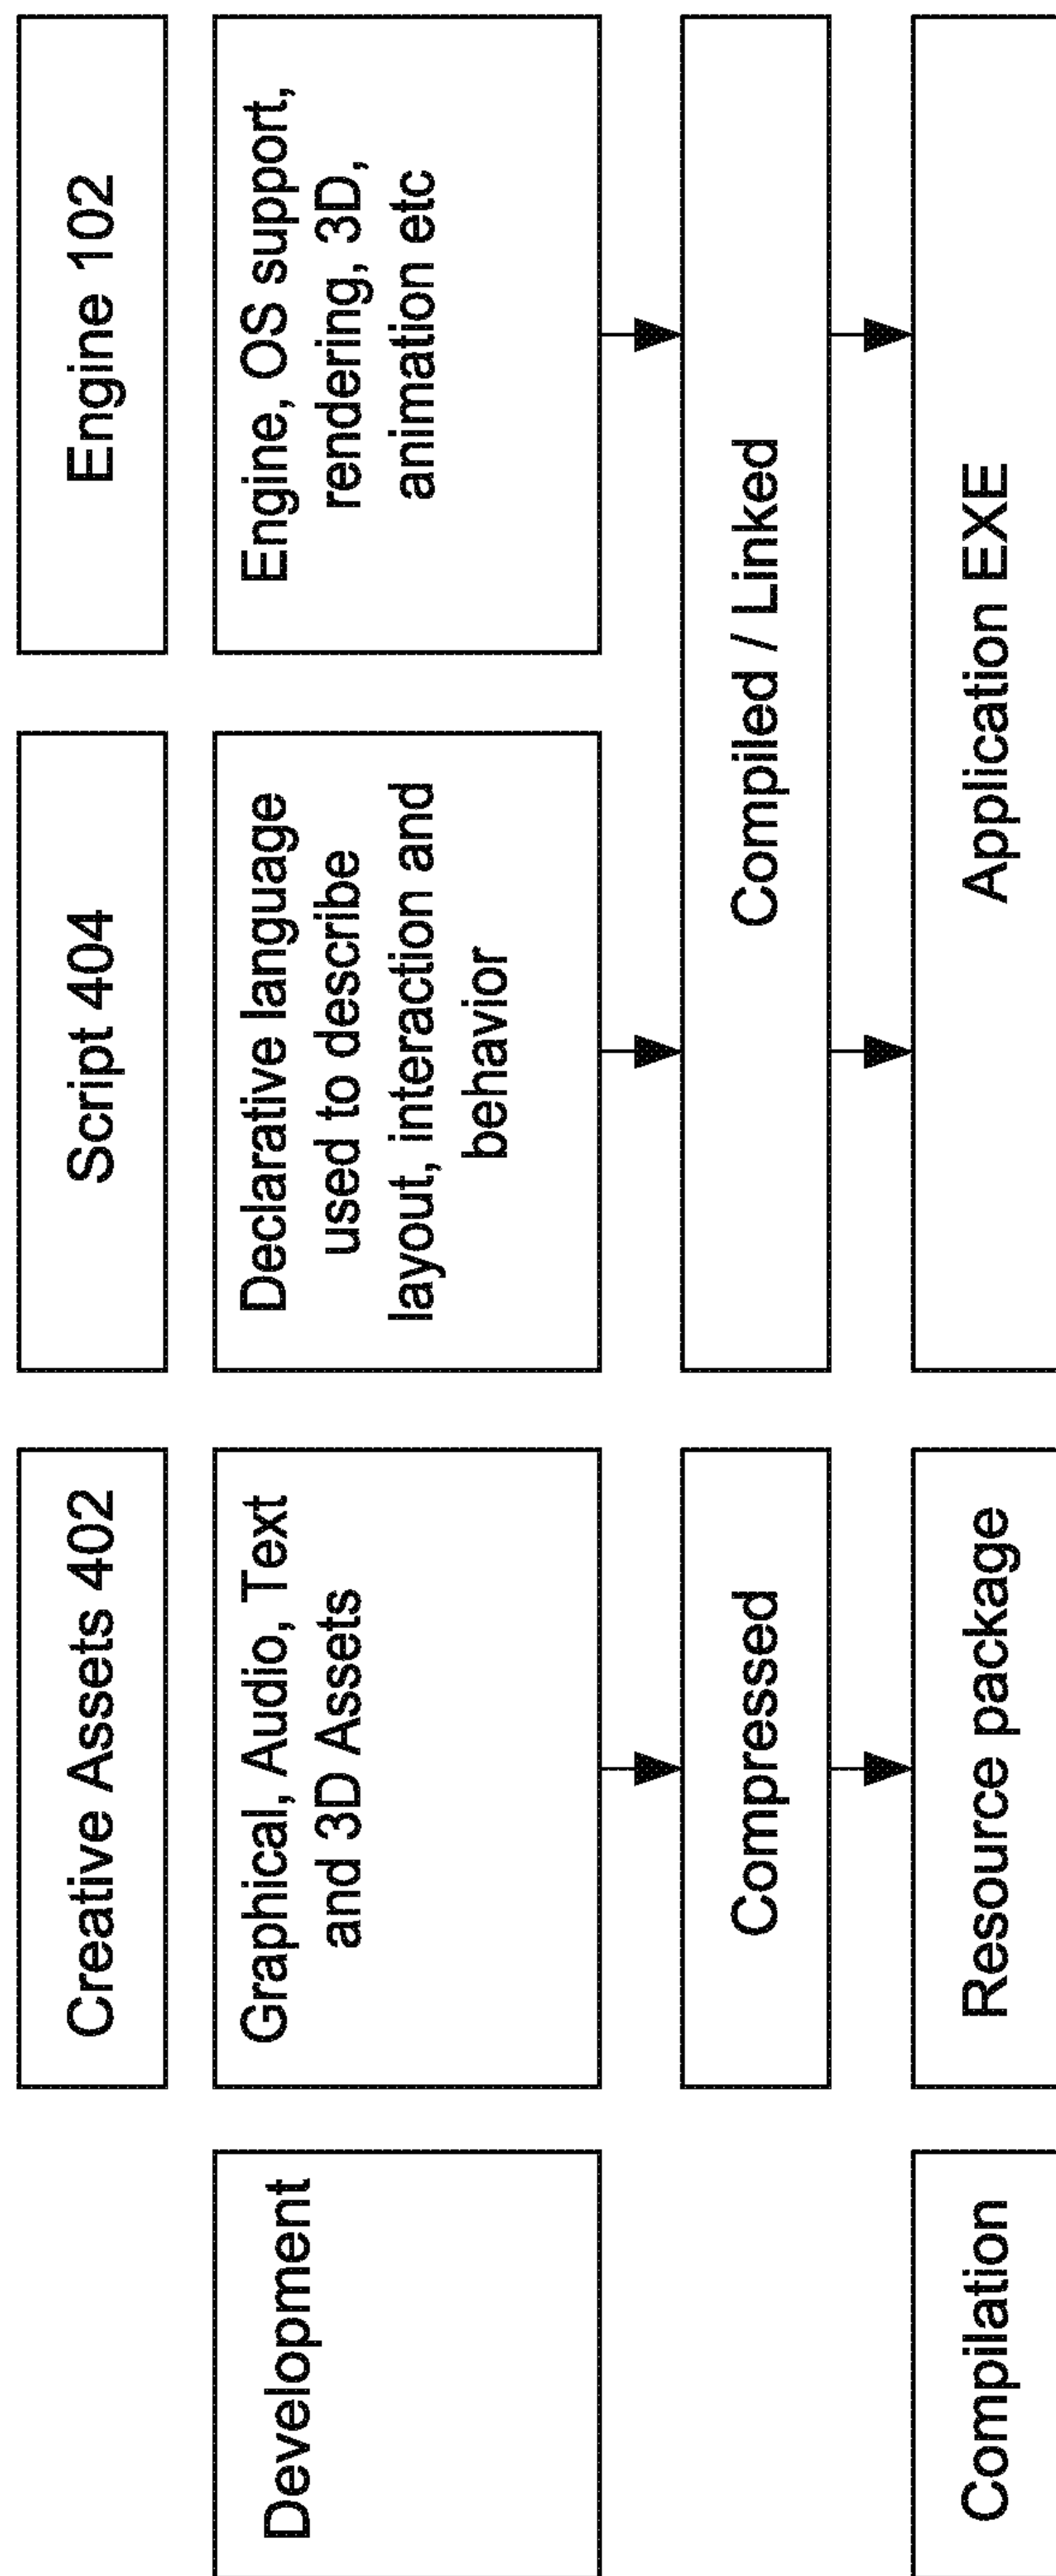 Creative Assets 402
Script 404
Engine 102
Development
Graphical, Audio, Text
and 3D Assets
Declarative language
used to describe
layout, interaction and
behavior
Engine, OS support,
rendering, 3D,
animation etc
Compressed
Compiled / Linked
Compilation
Resource package
Application EXE